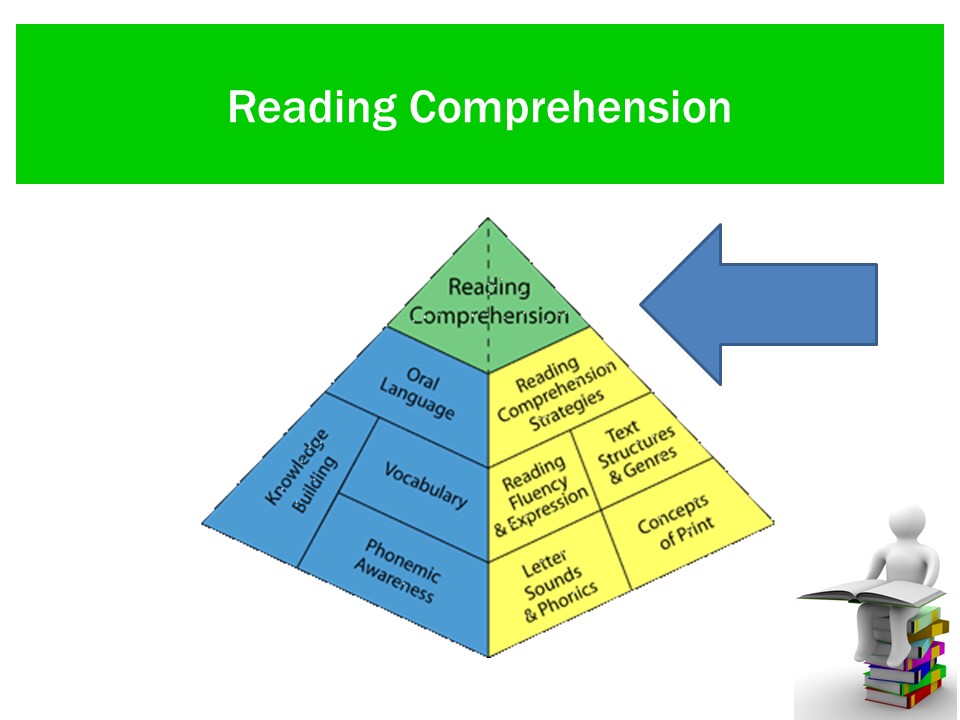 Reading Comprehension
Reading
Comprehension
Oral
Language
Knowledge
Building
Vocabulary
Phonemic
Awareness
Reading
Comprehension
Strategies
Reading
Fluency
& Expression
Text
Structures
& Genres
Letter
Sounds
& Phonics
Concepts
of Print